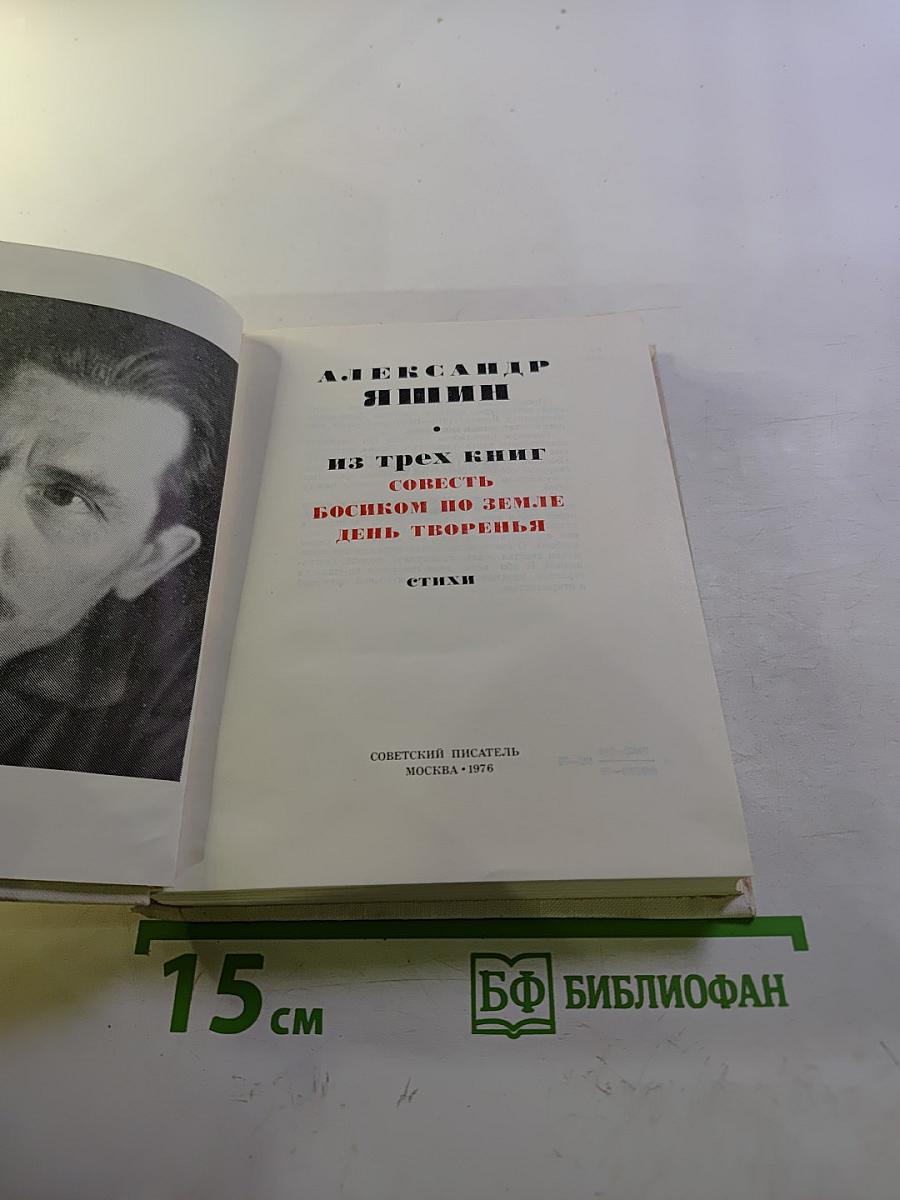 АЛЕКСАНДР
ЯШИН
•
из трех книг
СОВЕСТЬ
БОСИКОМ ПО ЗЕМЛЕ
ДЕНЬ ТВОРЕНЬЯ
стихи
СОВЕТСКИЙ ПИСАТЕЛЬ
МОСКВА • 1976
15 см
БФ БИБЛИОФАН